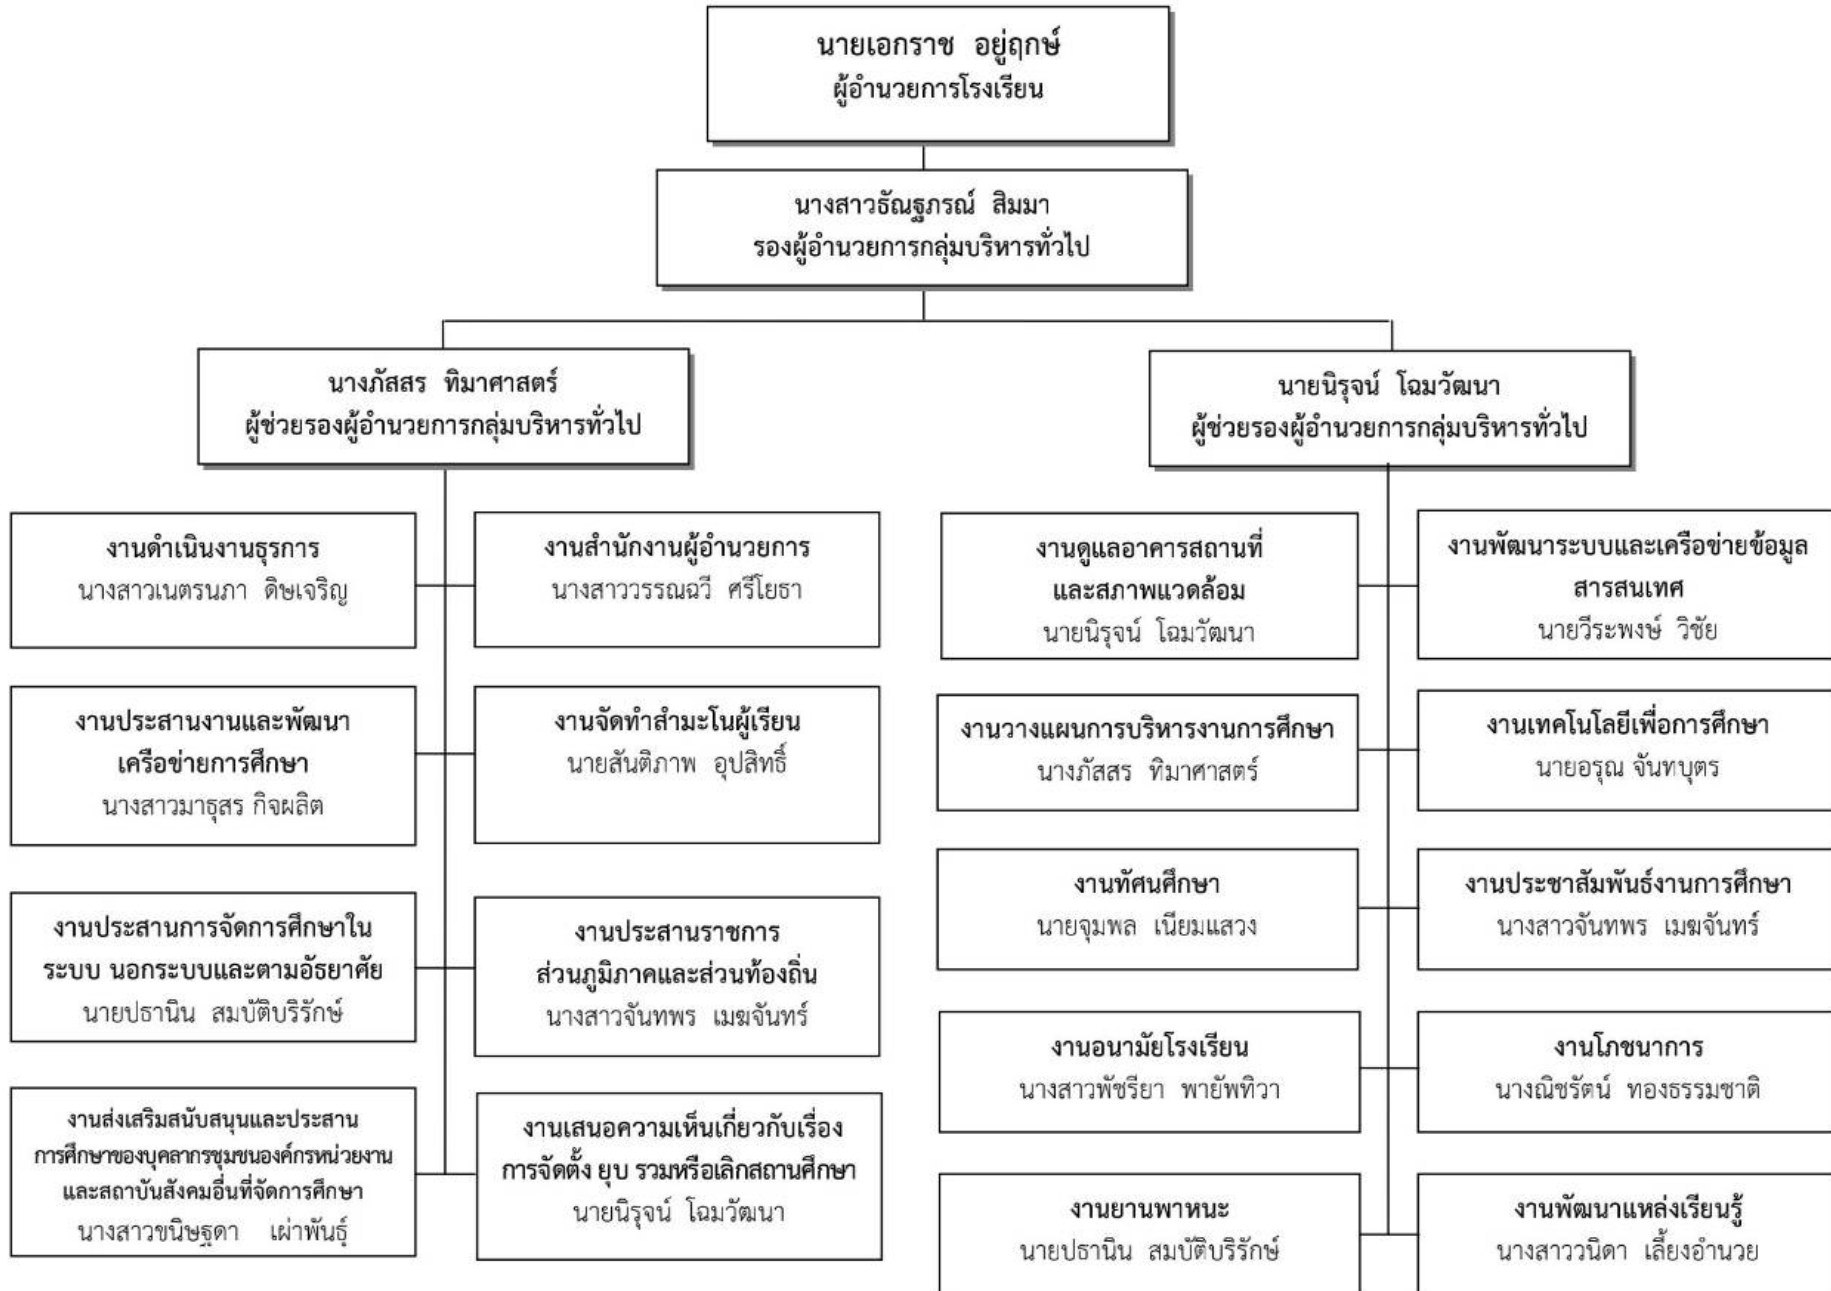 นายเอกราช อยู่ฤกษ์
ผู้อำนวยการโรงเรียน
นางสาวธัณฐภรณ์ สิมมา
รองผู้อำนวยการกลุ่มบริหารทั่วไป
นางภัสสร ทิมาศาสตร์
ผู้ช่วยรองผู้อำนวยการกลุ่มบริหารทั่วไป
นายนิรุจน์ โฉมวัฒนา
ผู้ช่วยรองผู้อำนวยการกลุ่มบริหารทั่วไป
งานดำเนินงานธุรการ
นางสาวเนตรนภา ดิษเจริญ
งานสำนักงานผู้อำนวยการ
นางสาววรรณฉวี ศรีโยธา
งานประสานงานและพัฒนา
เครือข่ายการศึกษา
นางสาวมาธุสร กิจผลิต
งานจัดทำสำมะโนผู้เรียน
นายสันติภาพ อุปสิทธิ์
งานประสานการจัดการศึกษาใน
ระบบ นอกระบบและตามอัธยาศัย
นายปธานิน สมบัติบริรักษ์
งานประสานราชการ
ส่วนภูมิภาคและส่วนท้องถิ่น
นางสาวจันทพร เมฆจันทร์
งานส่งเสริมสนับสนุนและประสาน
การศึกษาของบุคลากรชุมชนองค์กรหน่วยงาน
และสถาบันสังคมอื่นที่จัดการศึกษา
นางสาวขนิษฐดา เผ่าพันธุ์
งานเสนอความเห็นเกี่ยวกับเรื่อง
การจัดตั้ง ยุบ รวมหรือเลิกสถานศึกษา
นายนิรุจน์ โฉมวัฒนา
งานดูแลอาคารสถานที่
และสภาพแวดล้อม
นายนิรุจน์ โฉมวัฒนา
งานพัฒนาระบบและเครือข่ายข้อมูล
สารสนเทศ
นายวีระพงษ์ วิชัย
งานวางแผนการบริหารงานการศึกษา
นางภัสสร ทิมาศาสตร์
งานเทคโนโลยีเพื่อการศึกษา
นายอรุณ จันทบุตร
งานทัศนศึกษา
นายจุมพล เนียมแสวง
งานประชาสัมพันธ์งานการศึกษา
นางสาวจันทพร เมฆจันทร์
งานอนามัยโรงเรียน
นางสาวพัชรียา พายัพทิวา
งานโภชนาการ
นางณิชรัตน์ ทองธรรมชาติ
งานยานพาหนะ
นายปธานิน สมบัติบริรักษ์
งานพัฒนาแหล่งเรียนรู้
นางสาววนิดา เลี้ยงอำนวย